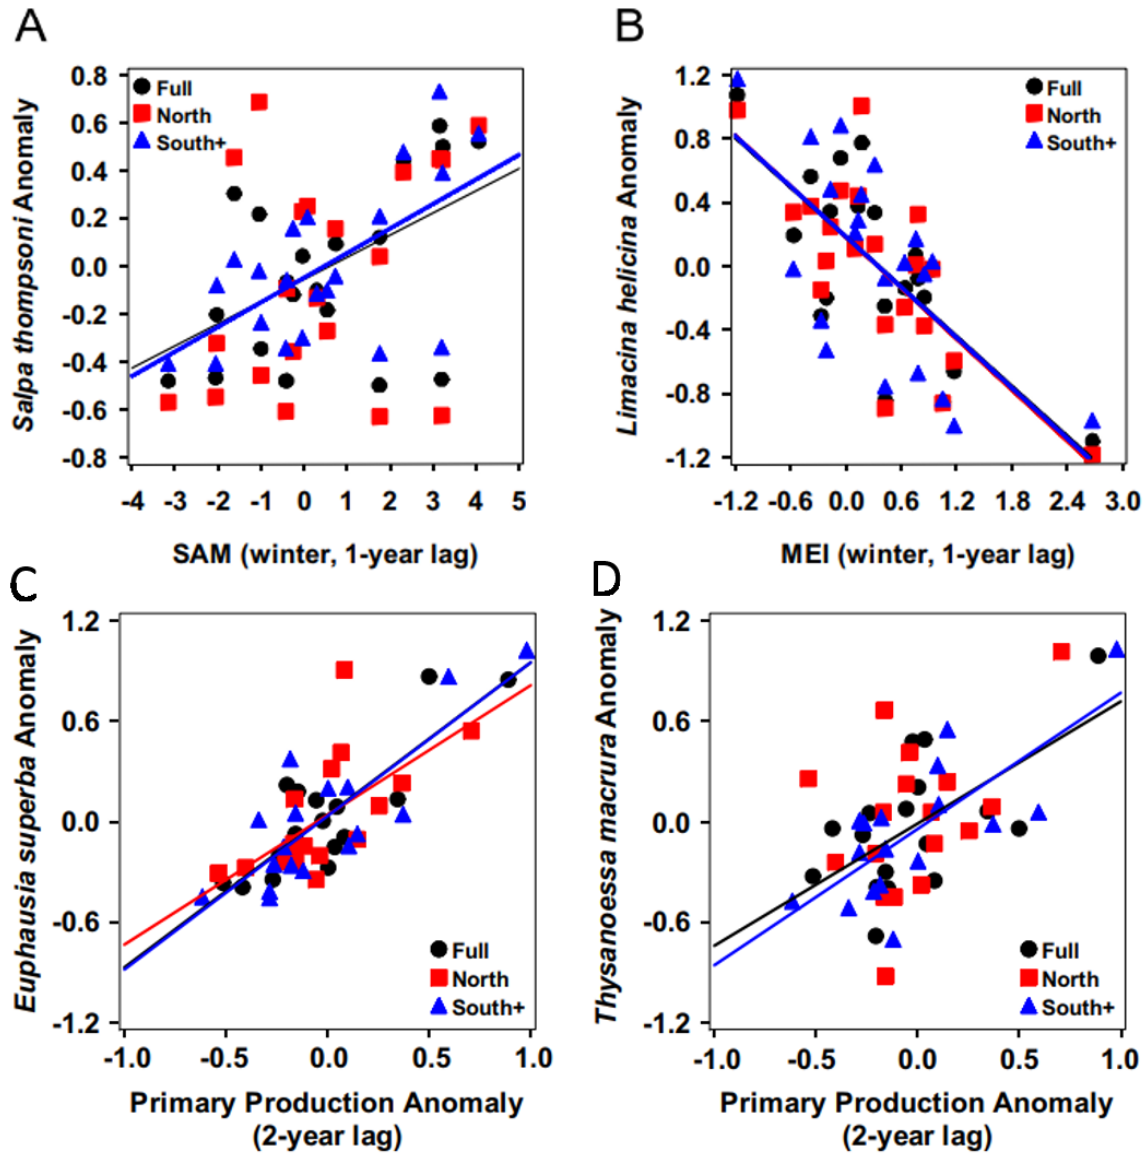 A
Salpa thompsoni Anomaly
0.8
0.6
0.4
0.2
0.0
-0.2
-0.4
-0.6
-0.8
Full
North
South+
-4 -3 -2 -1 0 1 2 3 4 5
SAM (winter, 1-year lag)
B
Limacina helicina Anomaly
1.2
0.8
0.4
0.0
-0.4
-0.8
-1.2
Full
North
South+
-1.2 -0.6 0.0 0.6 1.2 1.8 2.4 3.0
MEI (winter, 1-year lag)
C
Euphausia superba Anomaly
1.2
0.6
0.0
-0.6
-1.2
Full
North
South+
-1.0 -0.5 0.0 0.5 1.0
Primary Production Anomaly
(2-year lag)
D
Thysanoessa macrura Anomaly
1.2
0.6
0.0
-0.6
-1.2
Full
North
South+
-1.0 -0.5 0.0 0.5 1.0
Primary Production Anomaly
(2-year lag)